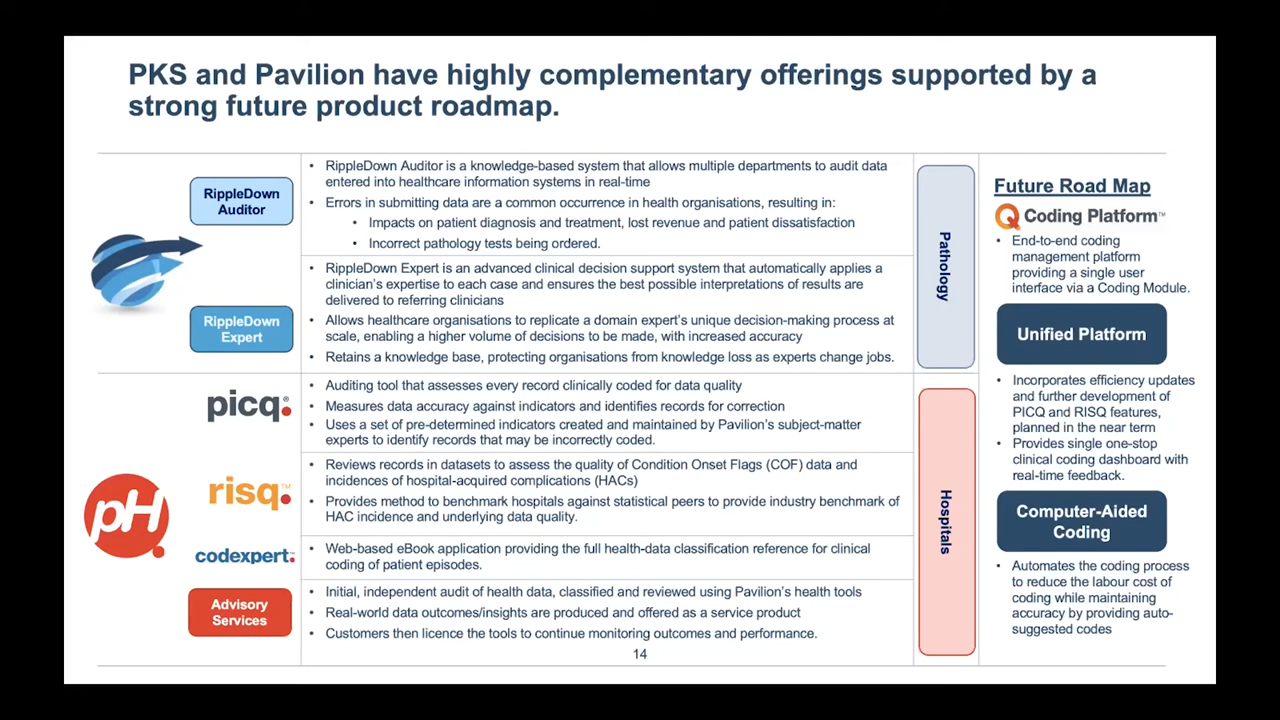 PKS and Pavilion have highly complementary offerings supported by a
strong future product roadmap.
RippleDown
Auditor
• RippleDown Auditor is a knowledge-based system that allows multiple departments to audit data
entered into healthcare information systems in real-time
• Errors in submitting data are a common occurrence in health organisations, resulting in:
• Impacts on patient diagnosis and treatment, lost revenue and patient dissatisfaction
• Incorrect pathology tests being ordered.
RippleDown
Expert
• RippleDown Expert is an advanced clinical decision support system that automatically applies a
clinician's expertise to each case and ensures the best possible interpretations of results are
delivered to referring clinicians
• Allows healthcare organisations to replicate a domain expert's unique decision-making process at
scale, enabling a higher volume of decisions to be made, with increased accuracy
• Retains a knowledge base, protecting organisations from knowledge loss as experts change jobs.
Pathology
pH
picq®
• Auditing tool that assesses every record clinically coded for data quality
• Measures data accuracy against indicators and identifies records for correction
• Uses a set of pre-determined indicators created and maintained by Pavilion's subject-matter
experts to identify records that may be incorrectly coded.
risq™
• Reviews records in datasets to assess the quality of Condition Onset Flags (COF) data and
incidences of hospital-acquired complications (HACs)
• Provides method to benchmark hospitals against statistical peers to provide industry benchmark of
HAC incidence and underlying data quality.
codexpert™
• Web-based eBook application providing the full health-data classification reference for clinical
coding of patient episodes.
Advisory
Services
• Initial, independent audit of health data, classified and reviewed using Pavilion's health tools
• Real-world data outcomes/insights are produced and offered as a service product
• Customers then licence the tools to continue monitoring outcomes and performance.
Hospitals
Future Road Map
Q Coding Platform™
• End-to-end coding
management platform
providing a single user
interface via a Coding Module.
Unified Platform
• Incorporates efficiency updates
and further development of
PICQ and RISQ features,
planned in the near term
• Provides single one-stop
clinical coding dashboard with
real-time feedback.
Computer-Aided
Coding
• Automates the coding process
to reduce the labour cost of
coding while maintaining
accuracy by providing auto-
suggested codes
14